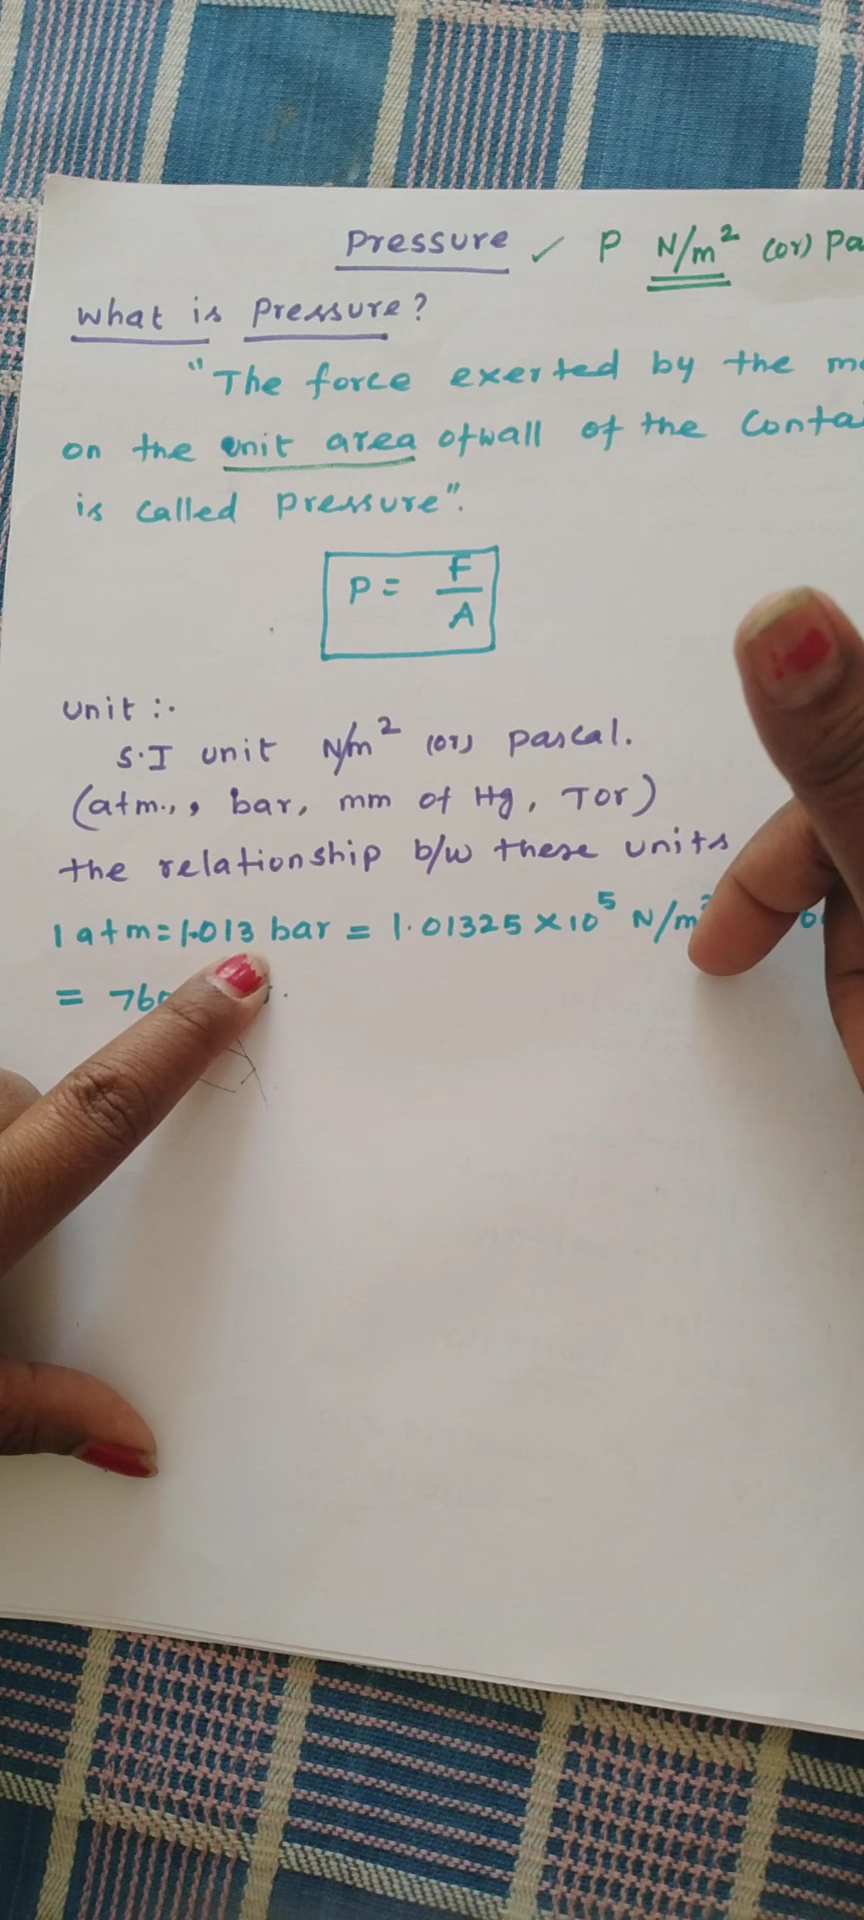 Pressure ✓ P N/m² (or) Pa
What is Pressure?
"The force exerted by the
on the unit area of wall of the
is called pressure".
P = F/A
Unit :-
S.I unit N/m² (or) pascal.
(atm., bar, mm of Hg, Tor)
the relationship b/w these units
1 atm = 1.013 bar = 1.01325 × 10⁵ N/m²
= 760